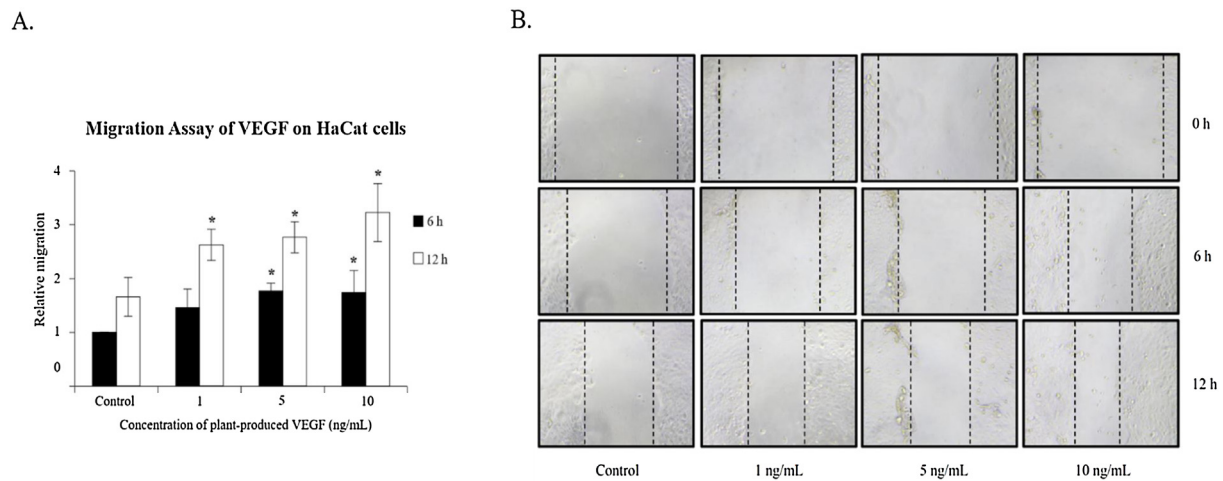 A.
B.
Migration Assay of VEGF on HaCat cells
Relative migration
4
3
2
1
0
*
*
*
*
*
6 h
12 h
Control
1
5
10
Concentration of plant-produced VEGF (ng/mL)
0 h
6 h
12 h
Control
1 ng/mL
5 ng/mL
10 ng/mL